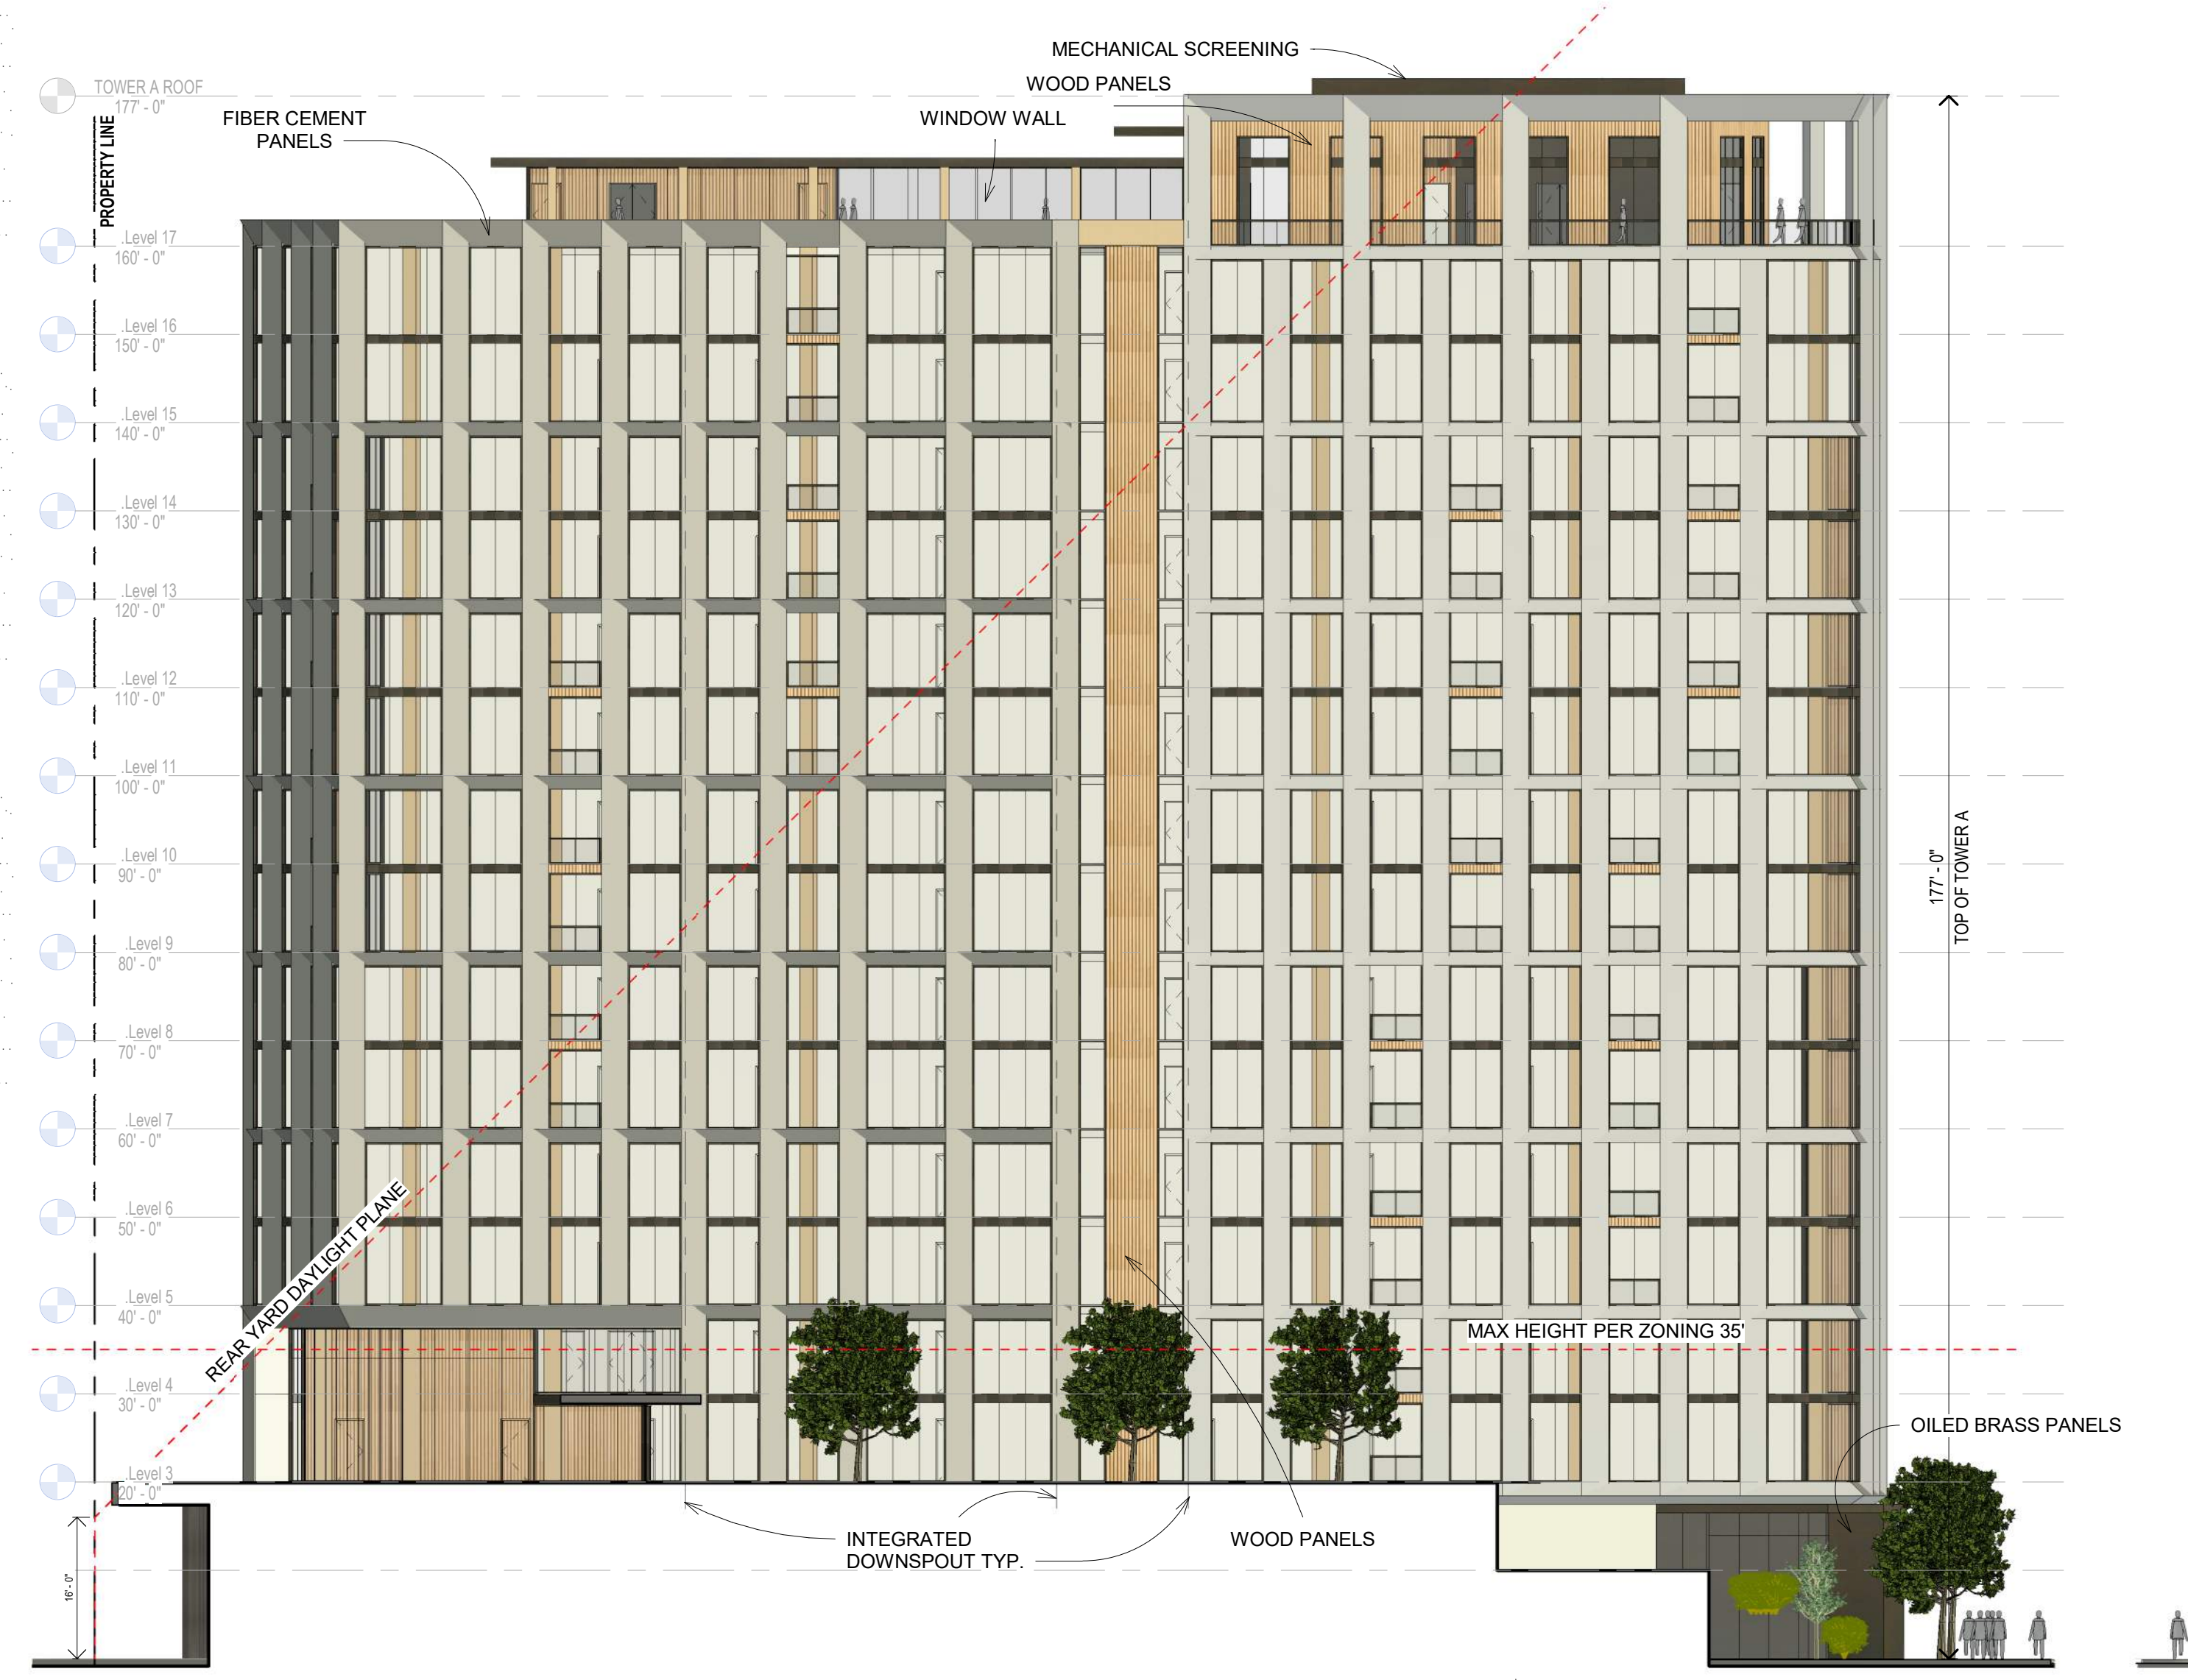 MECHANICAL SCREENING
WOOD PANELS
TOWER A ROOF
177' - 0"
FIBER CEMENT
PANELS
WINDOW WALL
PROPERTY LINE
.Level 17
160' - 0"
.Level 16
150' - 0"
.Level 15
140' - 0"
.Level 14
130' - 0"
.Level 13
120' - 0"
.Level 12
110' - 0"
.Level 11
100' - 0"
.Level 10
90' - 0"
.Level 9
80' - 0"
.Level 8
70' - 0"
.Level 7
60' - 0"
.Level 6
50' - 0"
.Level 5
40' - 0"
.Level 4
30' - 0"
.Level 3
20' - 0"
177' - 0"
TOP OF TOWER A
REAR YARD DAYLIGHT PLANE
MAX HEIGHT PER ZONING 35'
OILED BRASS PANELS
INTEGRATED
DOWNSPOUT TYP.
WOOD PANELS
16' - 0"